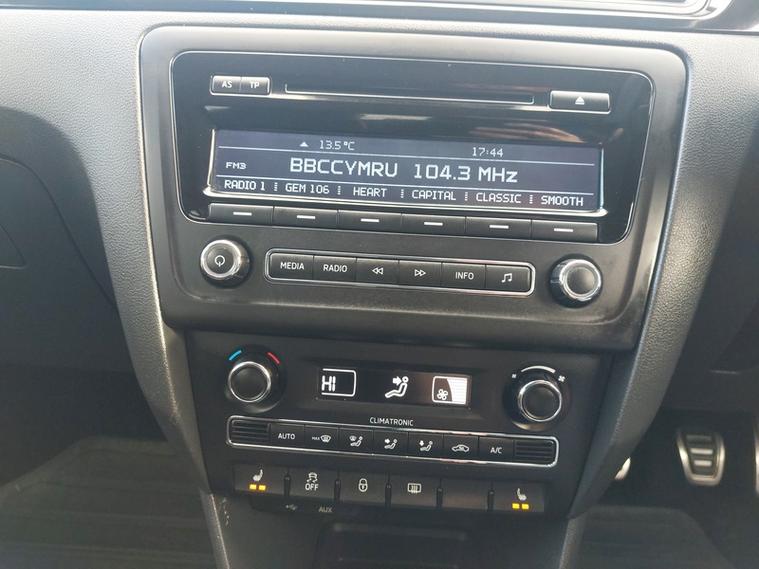 AS TP
13.5°C 17:44
FM3 BBCCYMRU 104.3 MHz
RADIO 1 GEM 106 HEART CAPITAL CLASSIC SMOOTH
MEDIA RADIO INFO
HI
CLIMATRONIC
AUTO MAX A/C
OFF
AUX